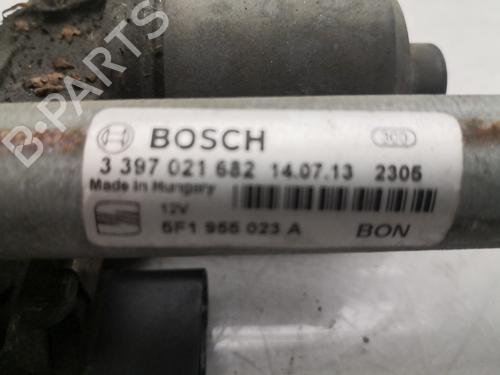 B-PARTS
BOSCH
3 397 021 682 14.07.13 2305
Made in Hungary
12V
5F1 955 023 A BON